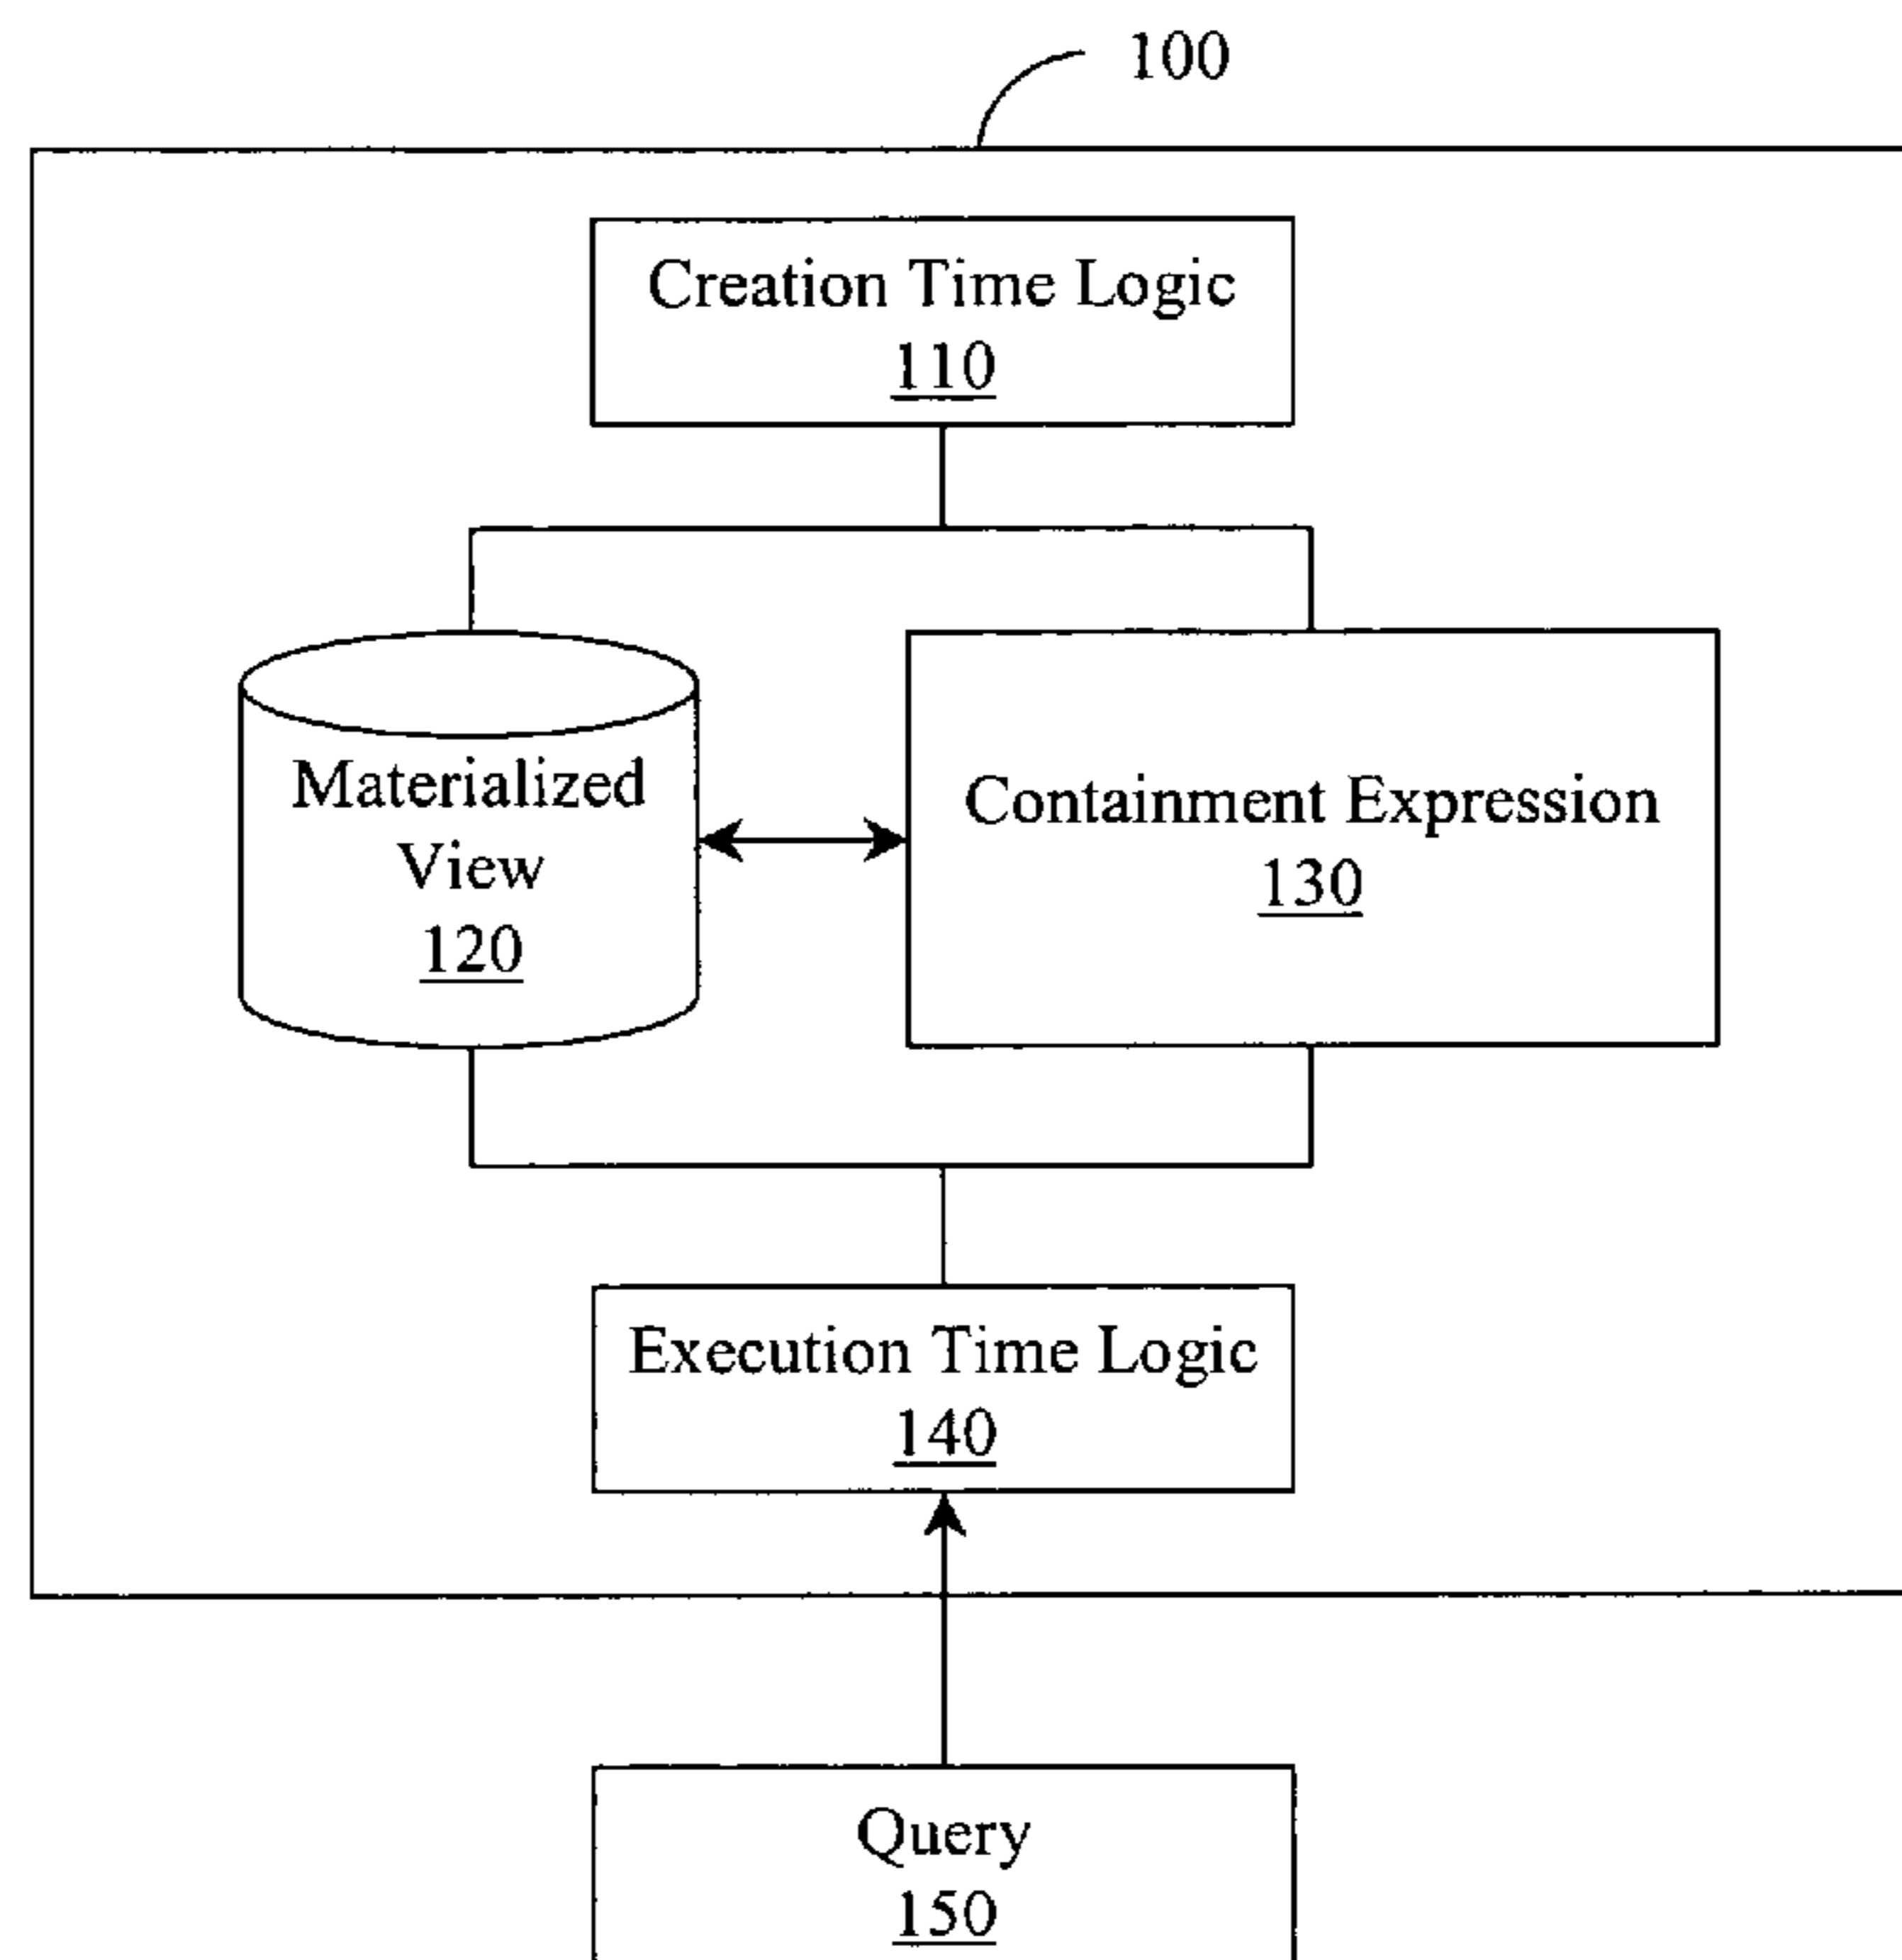 100
Creation Time Logic
110
Materialized
View
120
Containment Expression
130
Execution Time Logic
140
Query
150